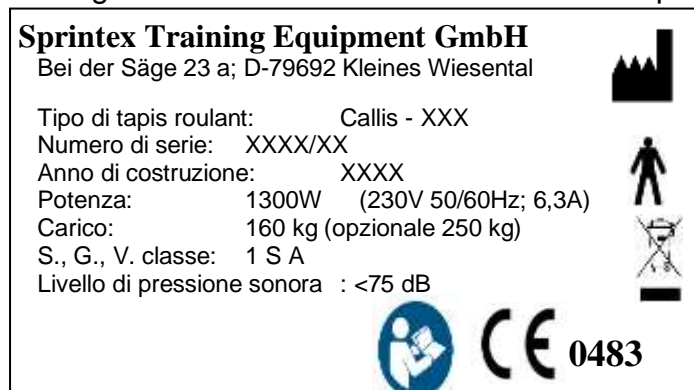 Sprintex Training Equipment GmbH
Bei der Säge 23 a; D-79692 Kleines Wiesental
Tipo di tapis roulant: Callis - XXX
Numero di serie: XXXX/XX
Anno di costruzione: XXXX
Potenza: 1300W (230V 50/60Hz; 6,3A)
Carico: 160 kg (opzionale 250 kg)
S., G., V. classe: 1 S A
Livello di pressione sonora : <75 dB
CE 0483